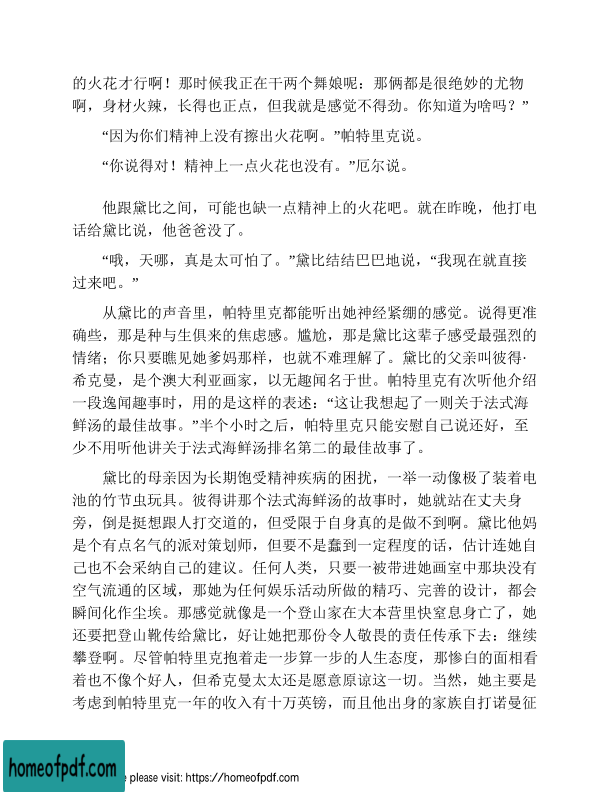 的火花才行啊！那时候我正在干两个舞娘呢：那俩都是很绝妙的尤物
啊，身材火辣，长得也正点，但我就是感觉不得劲。你知道为啥吗？”
“因为你们精神上没有擦出火花啊。”帕特里克说。
“你说得对！精神上一点火花也没有。”厄尔说。
他跟黛比之间，可能也缺一点精神上的火花吧。就在昨晚，他打电
话给黛比说，他爸爸没了。
“哦，天哪，真是太可怕了。”黛比结结巴巴地说，“我现在就直接
过来吧。”
从黛比的声音里，帕特里克都能听出她神经紧绷的感觉。说得更准
确些，那是种与生俱来的焦虑感。尴尬，那是黛比这辈子感受最强烈的
情绪；你只要瞧见她爹妈那样，也就不难理解了。黛比的父亲叫彼得·
希克曼，是个澳大利亚画家，以无趣闻名于世。帕特里克有次听他介绍
一段逸闻趣事时，用的是这样的表述：“这让我想起了一则关于法式海
鲜汤的最佳故事。”半个小时之后，帕特里克只能安慰自己说还好，至
少不用听他讲关于法式海鲜汤排名第二的最佳故事了。
黛比的母亲因为长期饱受精神疾病的困扰，一举一动像极了装着电
池的竹节虫玩具。彼得讲那个法式海鲜汤的故事时，她就站在丈夫身
旁，倒是挺想跟人打交道的，但受限于自身真的是做不到啊。黛比他妈
是个有点名气的派对策划师，但要不是蠢到一定程度的话，估计连她自
己也不会采纳自己的建议。任何人类，只要一被带进她画室中那块没有
空气流通的区域，那她为任何娱乐活动所做的精巧、完善的设计，都会
瞬间化作尘埃。那感觉就像是一个登山家在大本营里快窒息身亡了，她
还要把登山靴传给黛比，好让她把那份令人敬畏的责任传承下去：继续
攀登啊。尽管帕特里克抱着走一步算一步的人生态度，那惨白的面相看
着也不像个好人，但希克曼太太还是愿意原谅这一切。当然，她主要是
考虑到帕特里克一年的收入有十万英镑，而且他出身的家族自打诺曼征
homeofpdf.com
e please visit: https://homeofpdf.com